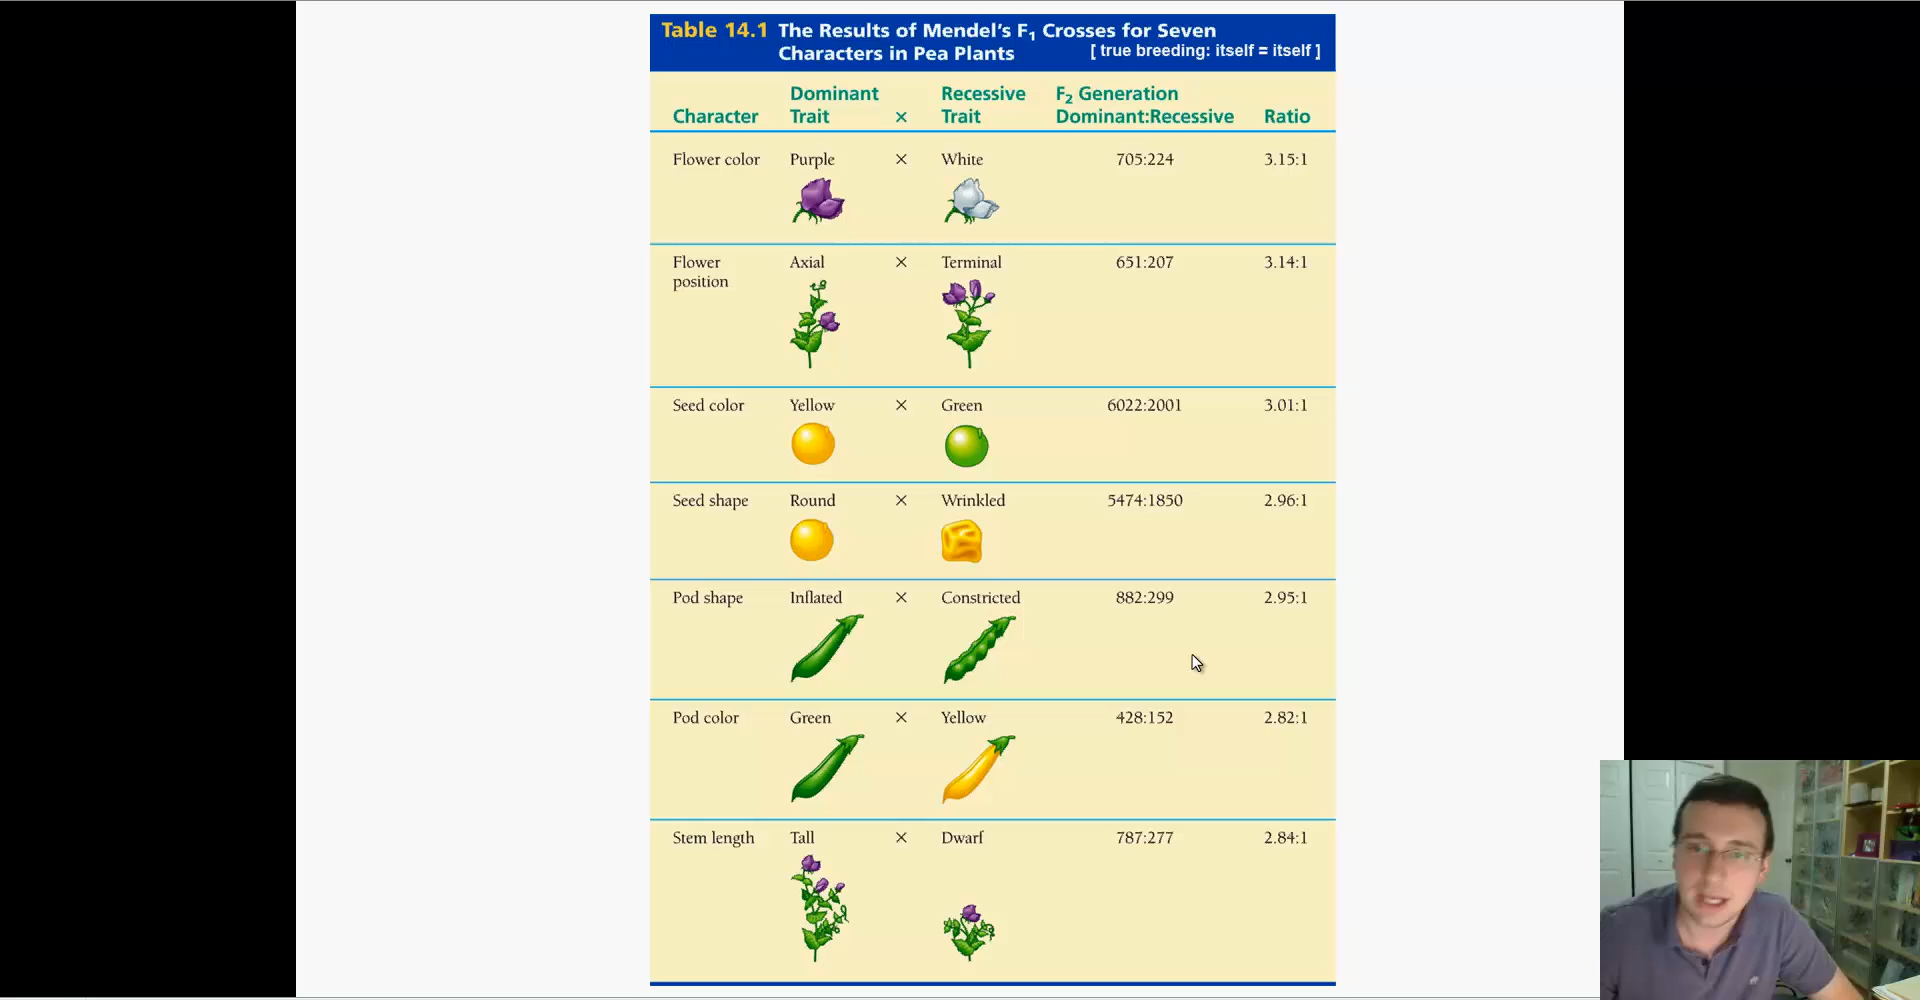 Table 14.1 The Results of Mendel's F₁ Crosses for Seven
Characters in Pea Plants [ true breeding: itself = itself ]
Character Dominant Trait × Recessive Trait F₂ Generation Dominant:Recessive Ratio
Flower color Purple × White 705:224 3.15:1
Flower position Axial × Terminal 651:207 3.14:1
Seed color Yellow × Green 6022:2001 3.01:1
Seed shape Round × Wrinkled 5474:1850 2.96:1
Pod shape Inflated × Constricted 882:299 2.95:1
Pod color Green × Yellow 428:152 2.82:1
Stem length Tall × Dwarf 787:277 2.84:1